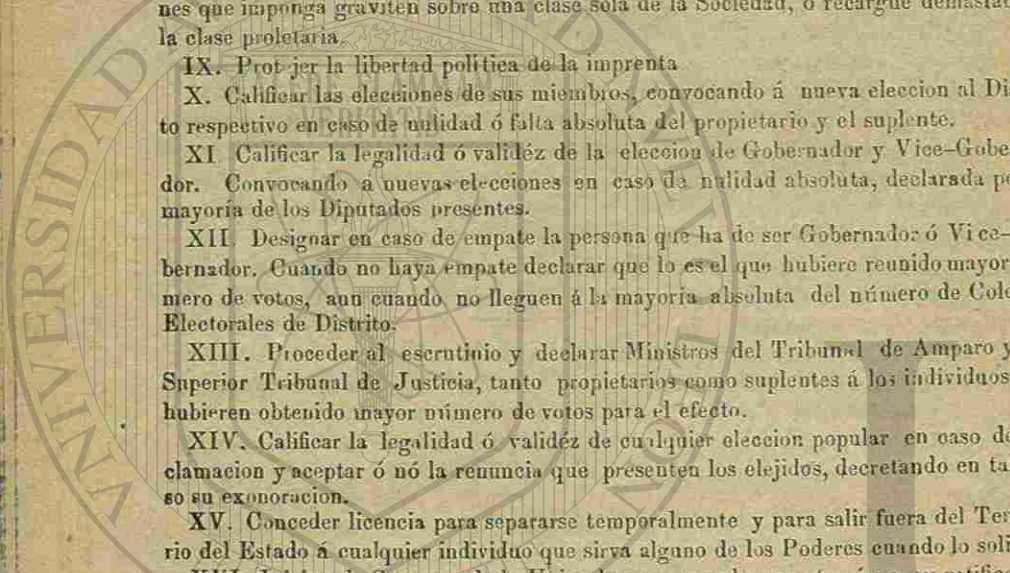 nes que imponga graviten sobre una clase sola de la Sociedad, ó recargue demasiad
la clase proletaria.
IX. Prot jer la libertad politica de la imprenta
X. Calificar las elecciones de sus miembros, convocando á nueva eleccion al Dis
to respectivo en caso de nulidad ó falta absoluta del propietario y el suplente.
XI Calificar la legalidad ó validéz de la eleccion de Gobernador y Vice-Gobe
dor. Convocando a nuevas elecciones en caso de nulidad absoluta, declarada po
mayoría de los Diputados presentes.
XII. Designar en caso de empate la persona que ha de ser Gobernador ó Vice-
bernador. Cuando no haya empate declarar que lo es el que hubiere reunido mayor
mero de votos, aun cuando no lleguen á la mayoría absoluta del número de Cole
Electorales de Distrito.
XIII. Proceder al escrutinio y declarar Ministros del Tribunal de Amparo y
Superior Tribunal de Justicia, tanto propietarios como suplentes á los individuos
hubieren obtenido mayor número de votos para el efecto.
XIV. Calificar la legalidad ó validéz de cualquier eleccion popular en caso de
clamacion y aceptar ó nó la renuncia que presenten los elejidos, decretando en ta
so su exonoracion.
XV. Conceder licencia para separarse temporalmente y para salir fuera del Ter
rio del Estado á cualquier individuo que sirva alguno de los Poderes cuando lo soli
UNIVERSIDAD